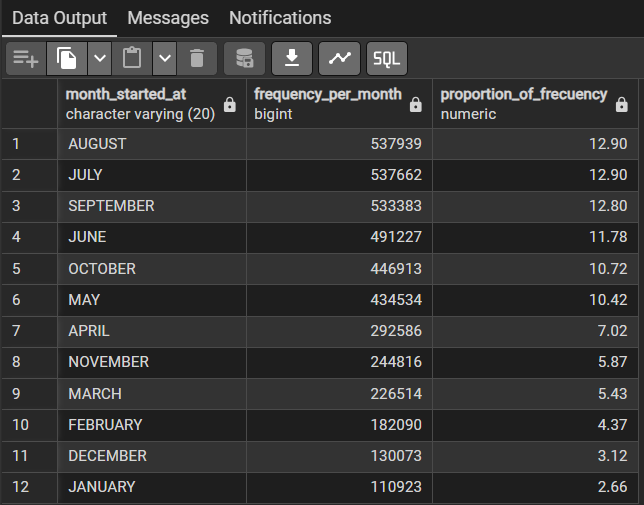 Data Output Messages Notifications
SQL
month_started_at frequency_per_month proportion_of_frecuency
character varying (20) bigint numeric
1 AUGUST 537939 12.90
2 JULY 537662 12.90
3 SEPTEMBER 533383 12.80
4 JUNE 491227 11.78
5 OCTOBER 446913 10.72
6 MAY 434534 10.42
7 APRIL 292586 7.02
8 NOVEMBER 244816 5.87
9 MARCH 226514 5.43
10 FEBRUARY 182090 4.37
11 DECEMBER 130073 3.12
12 JANUARY 110923 2.66